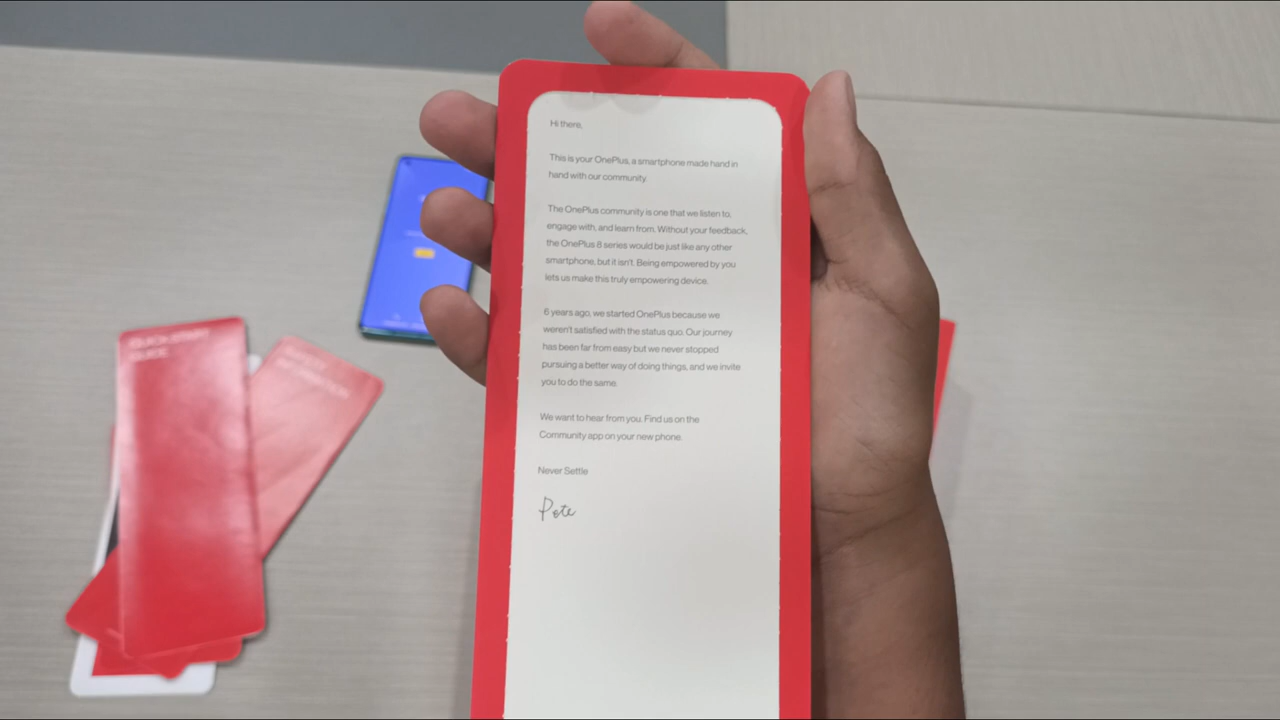 Hi there,
This is your OnePlus, a smartphone made hand in
hand with our community.
The OnePlus community is one that we listen to,
engage with, and learn from. Without your feedback,
the OnePlus 8 series would be just like any other
smartphone, but it isn't. Being empowered by you
lets us make this truly empowering device.
6 years ago, we started OnePlus because we
weren't satisfied with the status quo. Our journey
has been far from easy but we never stopped
pursuing a better way of doing things, and we invite
you to do the same.
We want to hear from you. Find us on the
Community app on your new phone.
Never Settle
Pete
QUICK START
GUIDE
INFORMATION